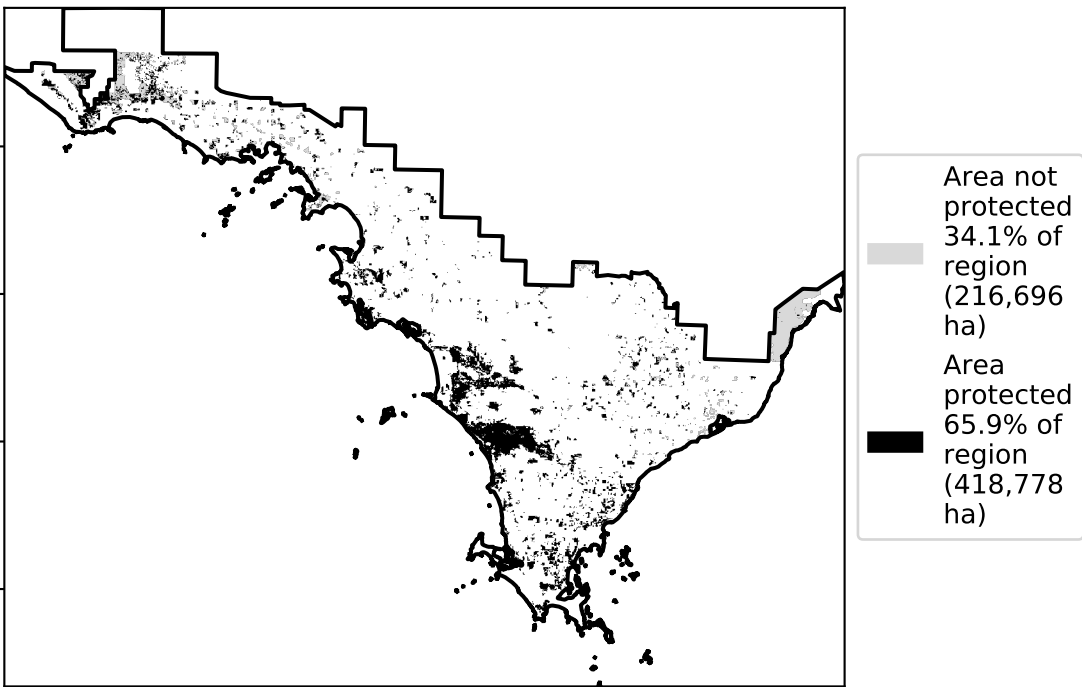 Area not
protected
34.1% of
region
(216,696
ha)
Area
protected
65.9% of
region
(418,778
ha)